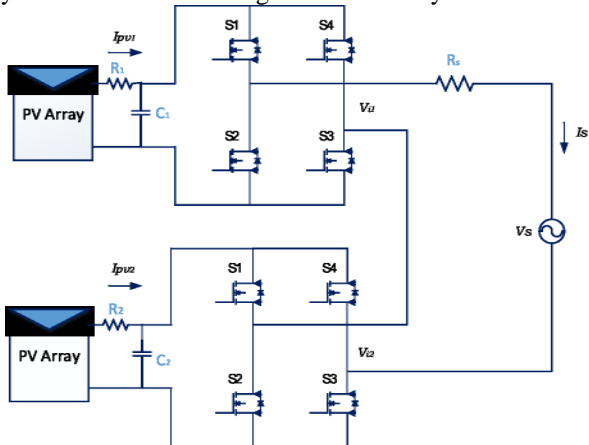 S1
S4
Ipv1
R1
Rs
PV Array
C1
Vi1
Is
S2
S3
Vs
Ipv2
S1
S4
R2
PV Array
C2
Vi2
S2
S3